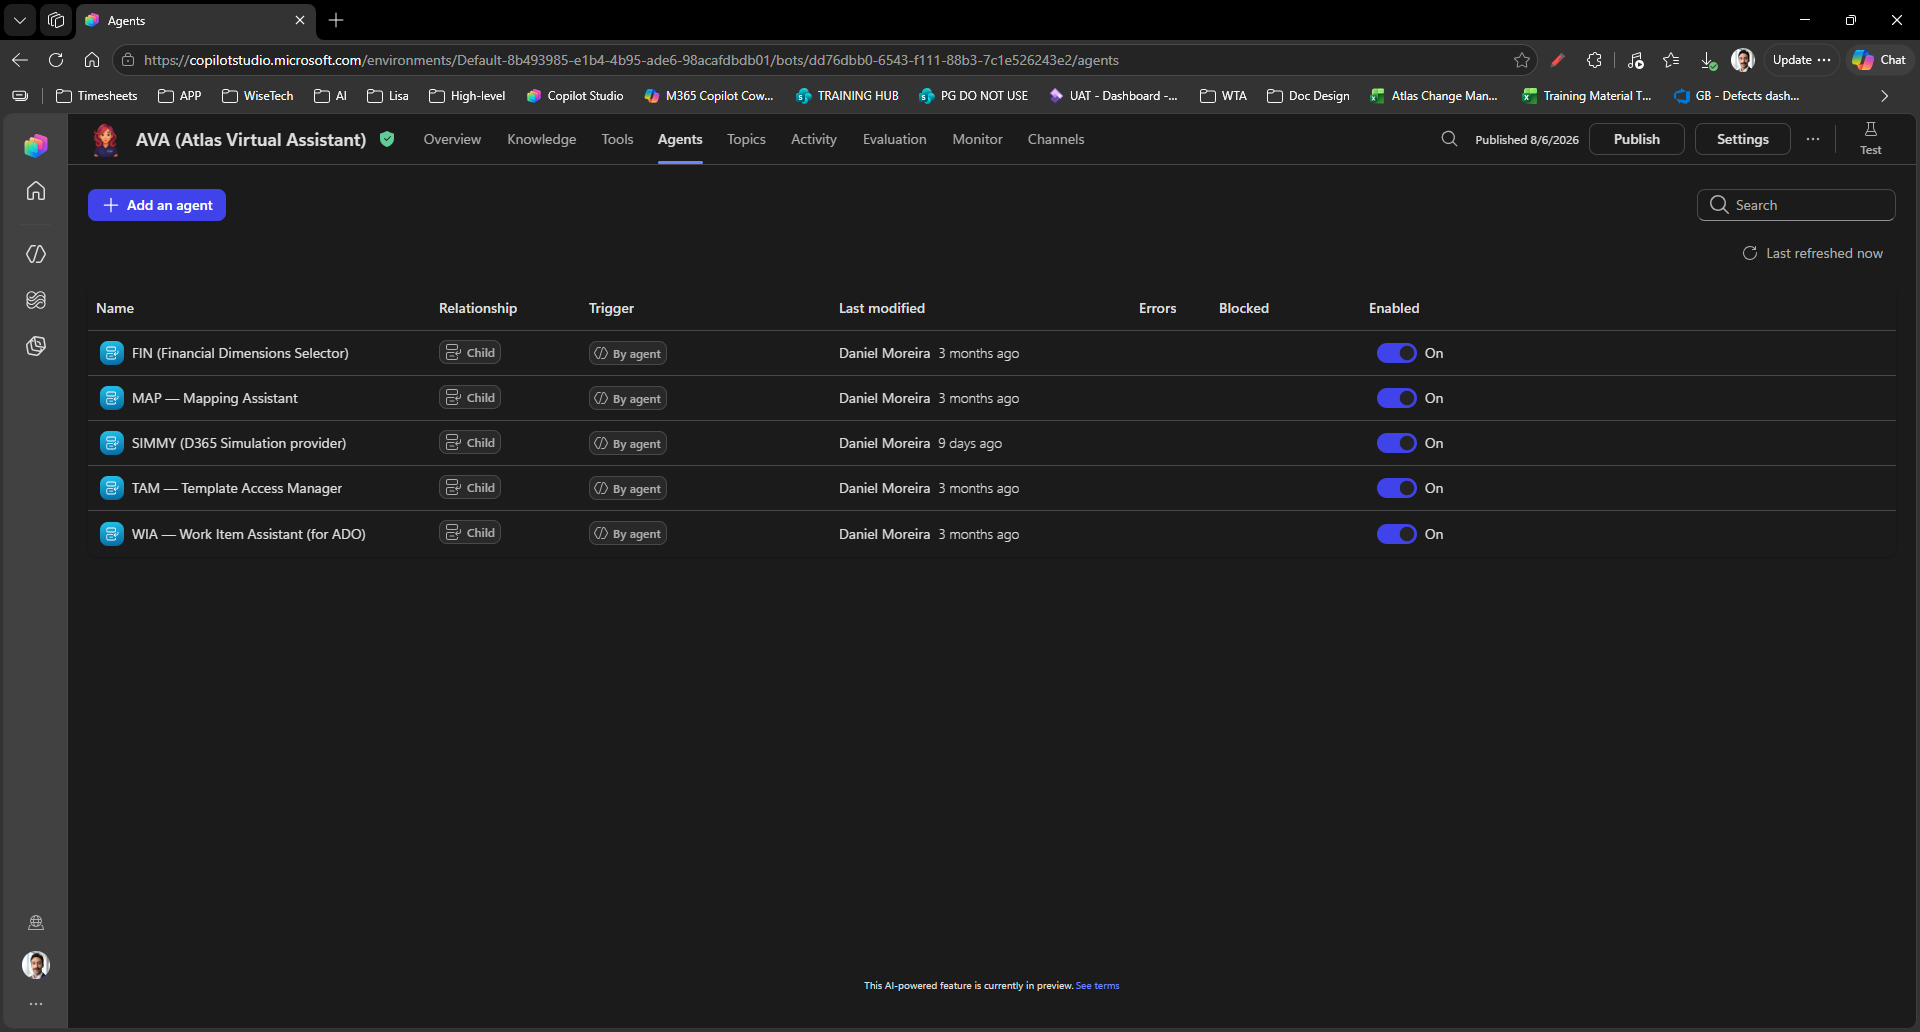 Agents
https://copilotstudio.microsoft.com/environments/Default-8b493985-e1b4-4b95-ade6-98acafdbdb01/bots/dd76dbb0-6543-f111-88b3-7c1e526243e2/agents
Update
Chat
Timesheets APP WiseTech AI Lisa High-level Copilot Studio M365 Copilot Cow... TRAINING HUB PG DO NOT USE UAT - Dashboard -... WTA Doc Design Atlas Change Man... Training Material T... GB - Defects dash...
AVA (Atlas Virtual Assistant) Overview Knowledge Tools Agents Topics Activity Evaluation Monitor Channels Published 8/6/2026 Publish Settings ... Test
Add an agent Search
Last refreshed now
Name Relationship Trigger Last modified Errors Blocked Enabled
FIN (Financial Dimensions Selector) Child By agent Daniel Moreira 3 months ago On
MAP — Mapping Assistant Child By agent Daniel Moreira 3 months ago On
SIMMY (D365 Simulation provider) Child By agent Daniel Moreira 9 days ago On
TAM — Template Access Manager Child By agent Daniel Moreira 3 months ago On
WIA — Work Item Assistant (for ADO) Child By agent Daniel Moreira 3 months ago On
This AI-powered feature is currently in preview. See terms